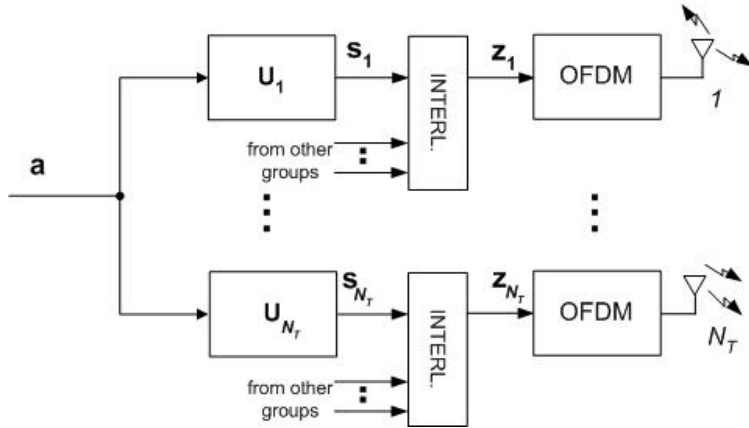 a
U1
s1
from other
groups
INTERL.
z1
OFDM
1
UNT
sNT
from other
groups
INTERL.
zNT
OFDM
NT